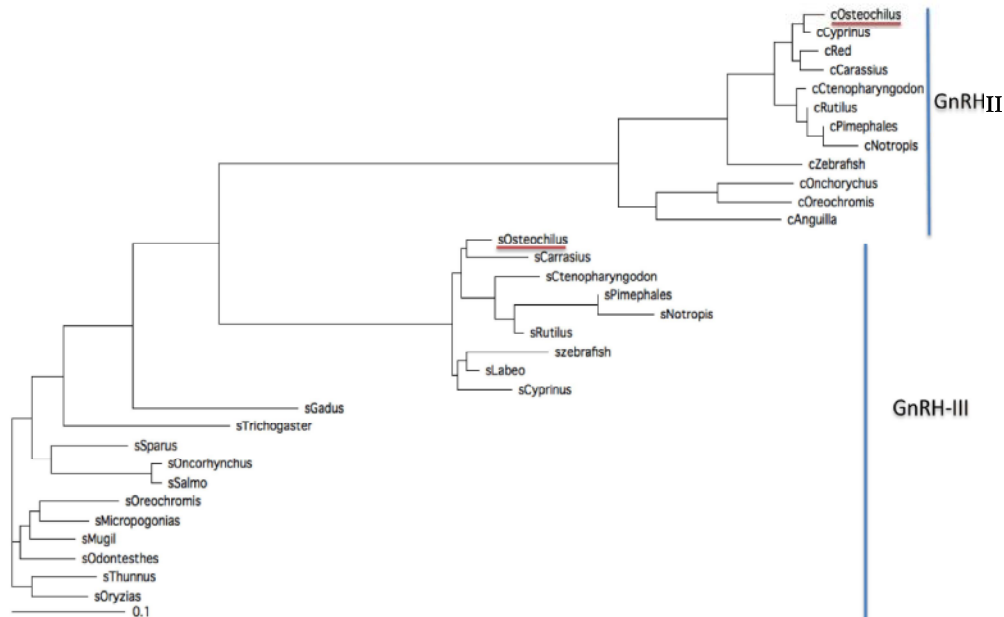 cOsteochilus
cCyprinus
cRed
cCarassius
cCtenopharyngodon
cRutilus
cPimephales
cNotropis
cZebrafish
cOnchorychus
cOreochromis
cAnguilla
GnRHII
sOsteochilus
sCarrasius
sCtenopharyngodon
sPimephales
sNotropis
sRutilus
szebrafish
sLabeo
sCyprinus
sGadus
sTrichogaster
sSparus
sOncorhynchus
sSalmo
sOreochromis
sMicropogonias
sMugil
sOdontesthes
sThunnus
sOryzias
GnRH-III
0.1